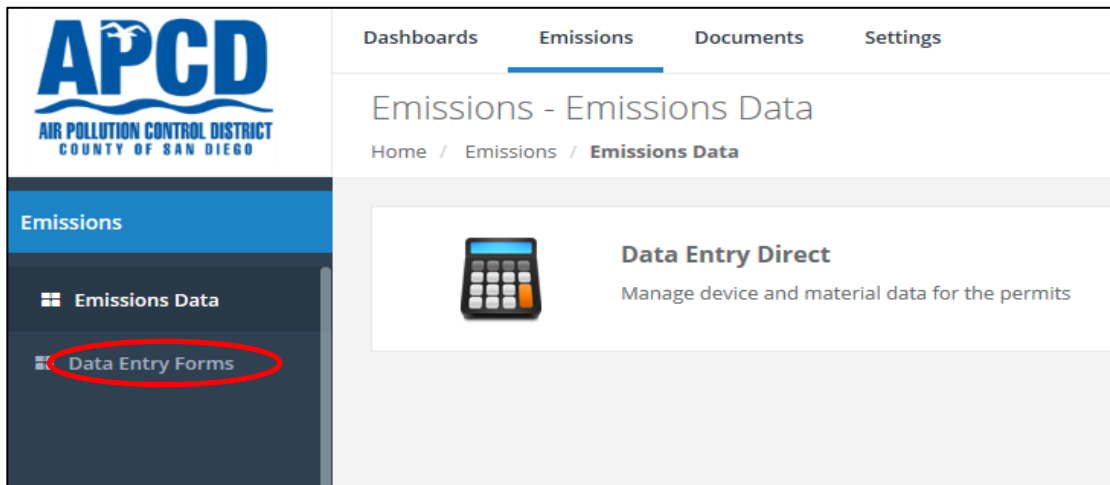 APCD
AIR POLLUTION CONTROL DISTRICT
COUNTY OF SAN DIEGO
Dashboards Emissions Documents Settings
Emissions - Emissions Data
Home / Emissions / Emissions Data
Emissions
Emissions Data
Data Entry Forms
Data Entry Direct
Manage device and material data for the permits